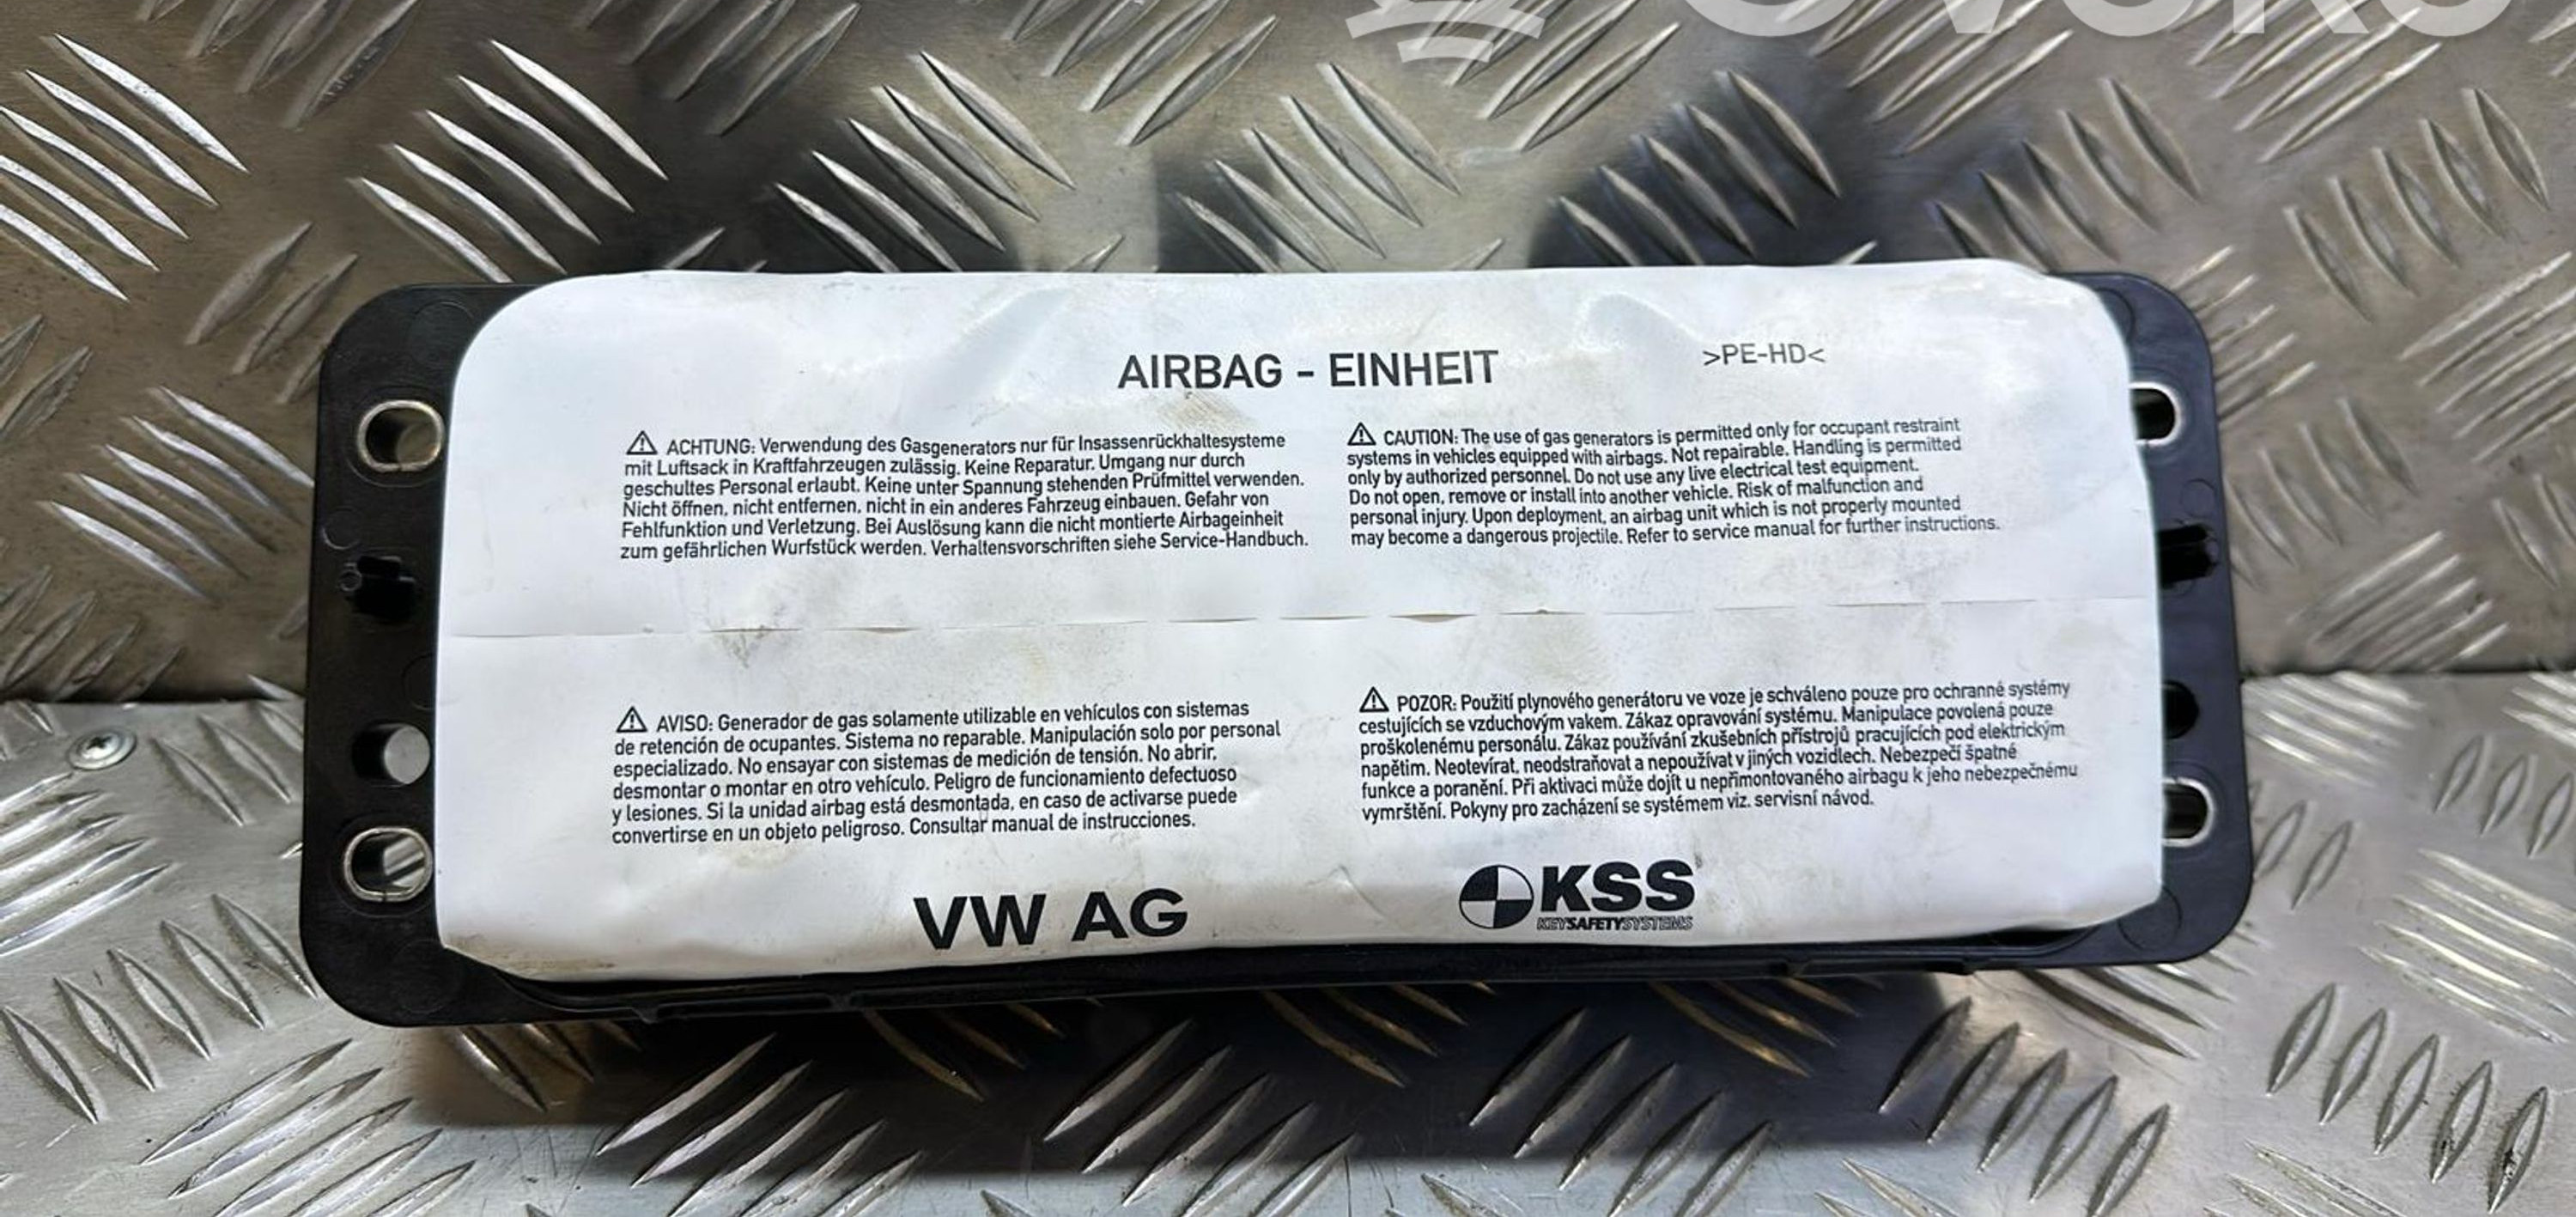 AIRBAG - EINHEIT
>PE-HD<
⚠ ACHTUNG: Verwendung des Gasgenerators nur für Insassenrückhaltesysteme
mit Luftsack in Kraftfahrzeugen zulässig. Keine Reparatur. Umgang nur durch
geschultes Personal erlaubt. Keine unter Spannung stehenden Prüfmittel verwenden.
Nicht öffnen, nicht entfernen, nicht in ein anderes Fahrzeug einbauen. Gefahr von
Fehlfunktion und Verletzung. Bei Auslösung kann die nicht montierte Airbageinheit
zum gefährlichen Wurfstück werden. Verhaltensvorschriften siehe Service-Handbuch.
⚠ CAUTION: The use of gas generators is permitted only for occupant restraint
systems in vehicles equipped with airbags. Not repairable. Handling is permitted
only by authorized personnel. Do not use any live electrical test equipment.
Do not open, remove or install into another vehicle. Risk of malfunction and
personal injury. Upon deployment, an airbag unit which is not properly mounted
may become a dangerous projectile. Refer to service manual for further instructions.
⚠ AVISO: Generador de gas solamente utilizable en vehículos con sistemas
de retención de ocupantes. Sistema no reparable. Manipulación solo por personal
especializado. No ensayar con sistemas de medición de tensión. No abrir,
desmontar o montar en otro vehículo. Peligro de funcionamiento defectuoso
y lesiones. Si la unidad airbag está desmontada, en caso de activarse puede
convertirse en un objeto peligroso. Consultar manual de instrucciones.
⚠ POZOR: Použití plynového generátoru ve voze je schváleno pouze pro ochranné systémy
cestujících se vzduchovým vakem. Zákaz opravování systému. Manipulace povolená pouze
proškolenému personálu. Zákaz používání zkušebních přístrojů pracujících pod elektrickým
napětim. Neotevírat, neodstraňovat a nepoužívat v jiných vozidlech. Nebezpečí špatné
funkce a poranění. Při aktivaci může dojít u nepřimontovaného airbagu k jeho nebezpečnému
vymrštění. Pokyny pro zacházení se systémem viz. servisní návod.
VW AG
KSS
KEYSAFETYSYSTEMS